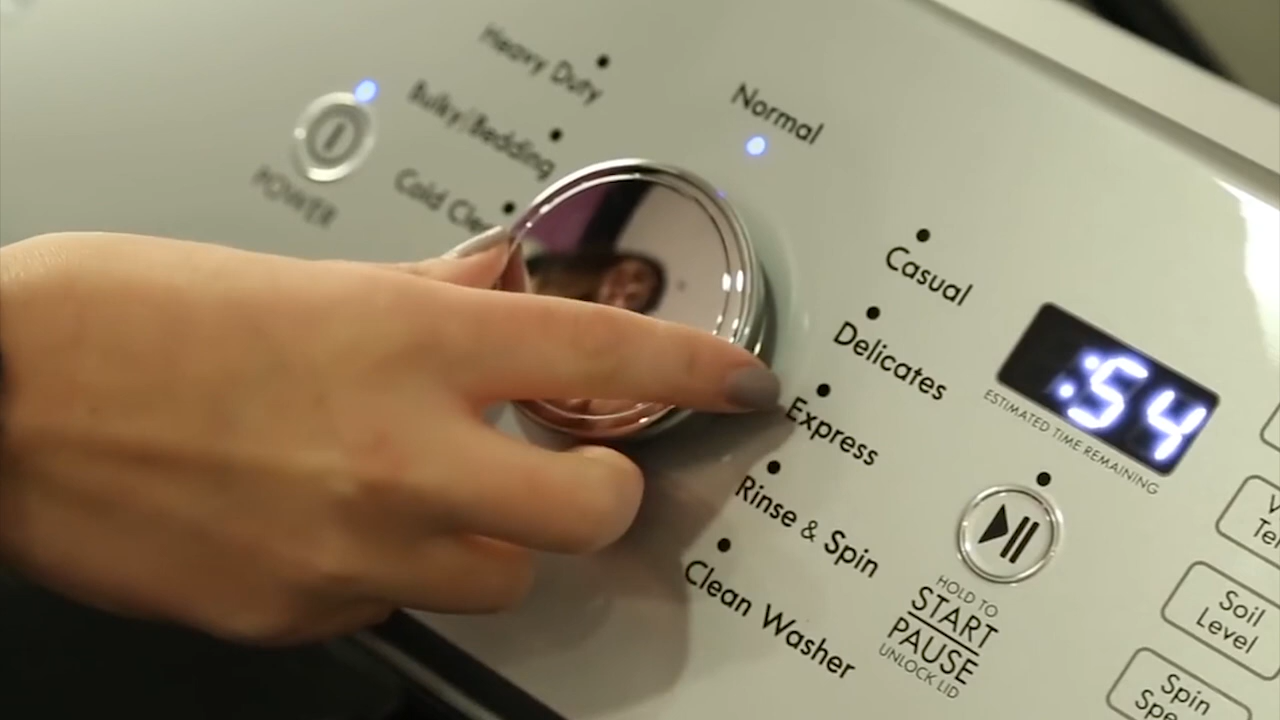 Heavy Duty
Bulky/Bedding
Cold
POWER
Normal
Casual
Delicates
Express
Rinse & Spin
Clean Washer
:54
ESTIMATED TIME REMAINING
HOLD TO
START
PAUSE
UNLOCK LID
Soil
Level
Spin